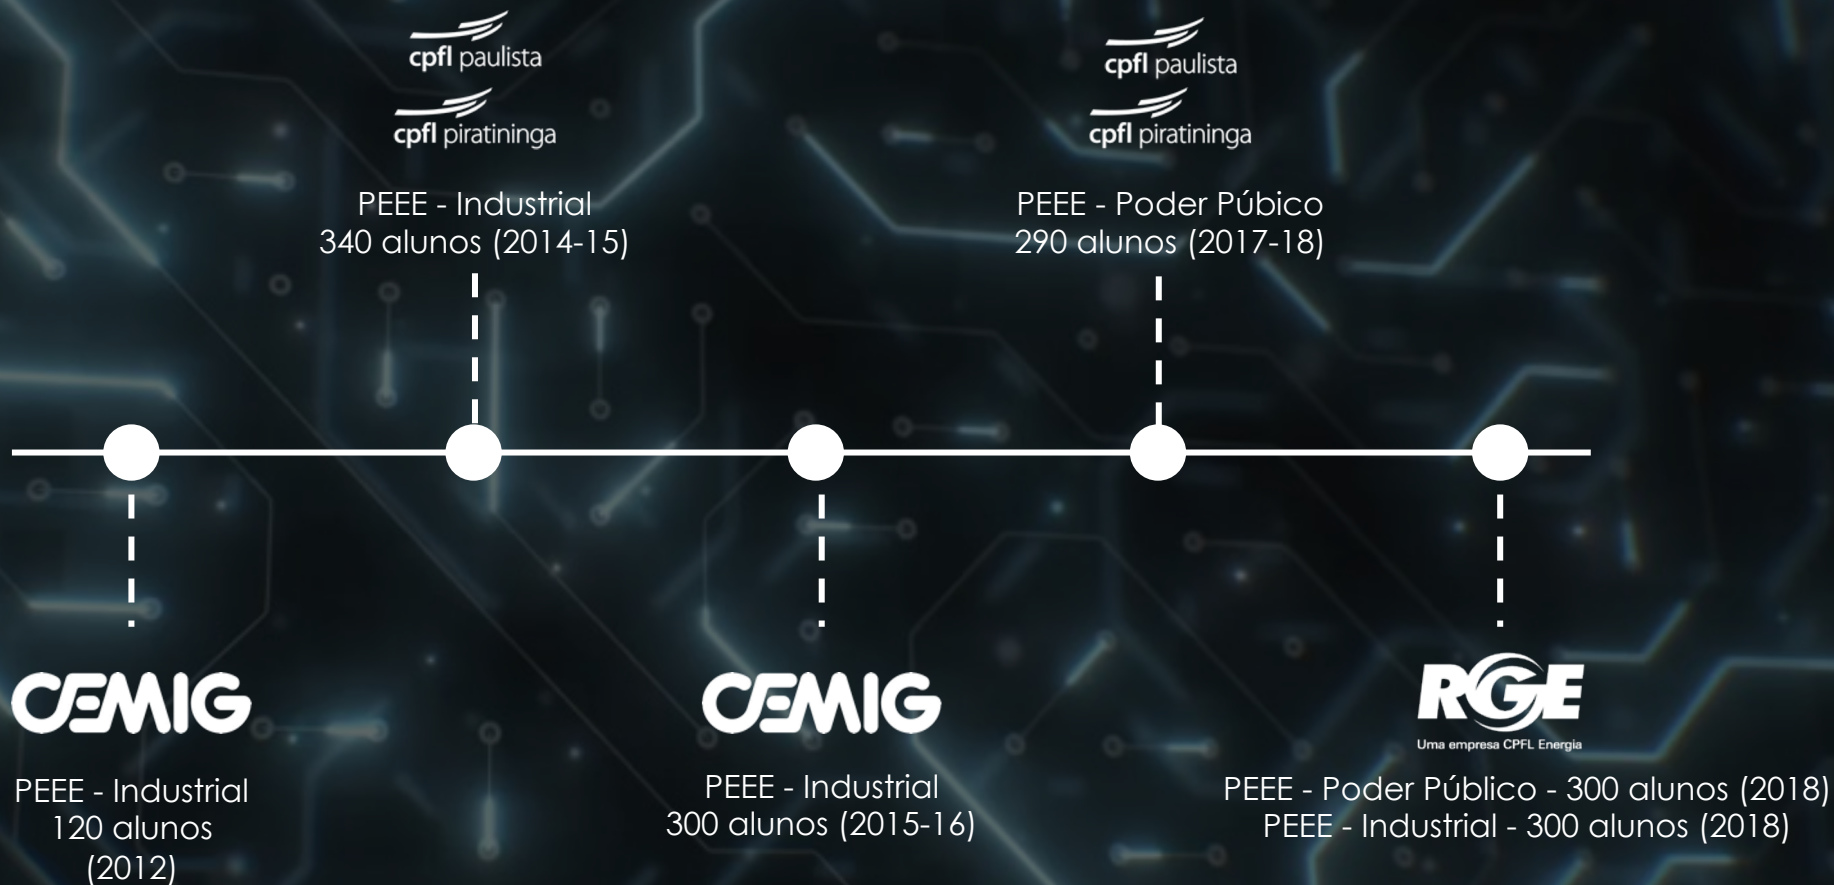 cpfl paulista
cpfl piratininga
PEEE - Industrial
340 alunos (2014-15)
cpfl paulista
cpfl piratininga
PEEE - Poder Púbico
290 alunos (2017-18)
CEMIG
PEEE - Industrial
120 alunos
(2012)
CEMIG
PEEE - Industrial
300 alunos (2015-16)
RGE
Uma empresa CPFL Energia
PEEE - Poder Público - 300 alunos (2018)
PEEE - Industrial - 300 alunos (2018)